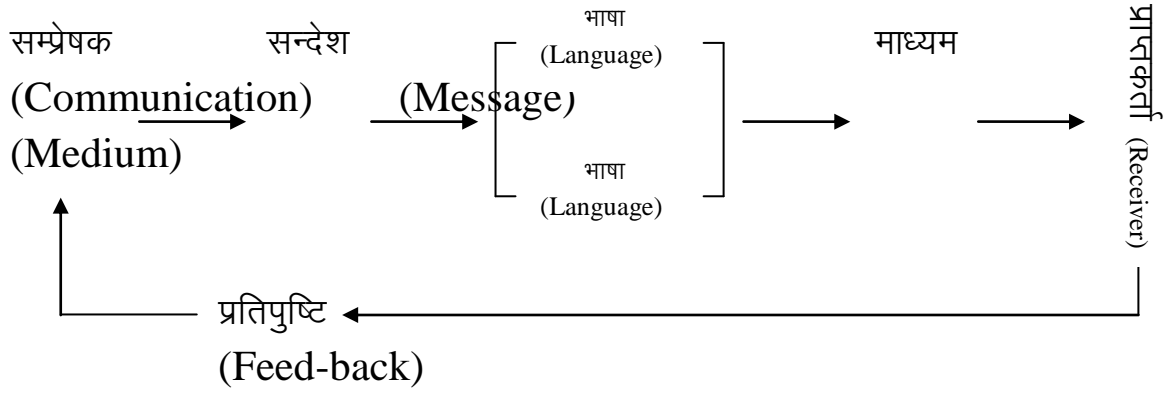 सम्प्रेषक सन्देश माध्यम
(Communication) (Message)
(Medium)
भाषा
(Language)
भाषा
(Language)
प्राप्तकर्ता (Receiver)
प्रतिपुष्टि
(Feed-back)